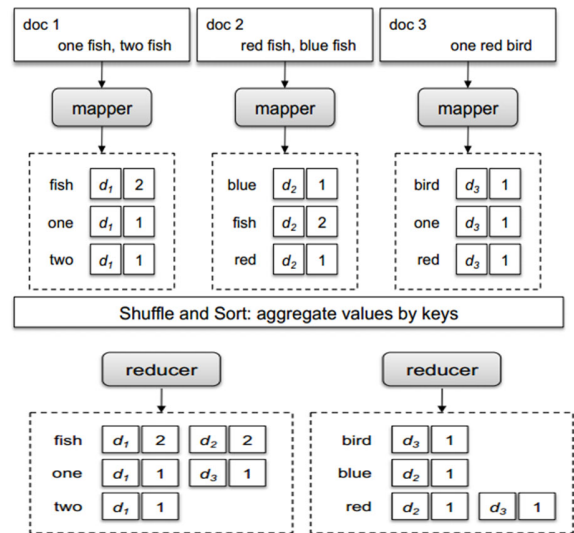 doc 1
one fish, two fish
doc 2
red fish, blue fish
doc 3
one red bird
mapper
mapper
mapper
fish d1 2
one d1 1
two d1 1
blue d2 1
fish d2 2
red d2 1
bird d3 1
one d3 1
red d3 1
Shuffle and Sort: aggregate values by keys
reducer
reducer
fish d1 2 d2 2
one d1 1 d3 1
two d1 1
bird d3 1
blue d2 1
red d2 1 d3 1